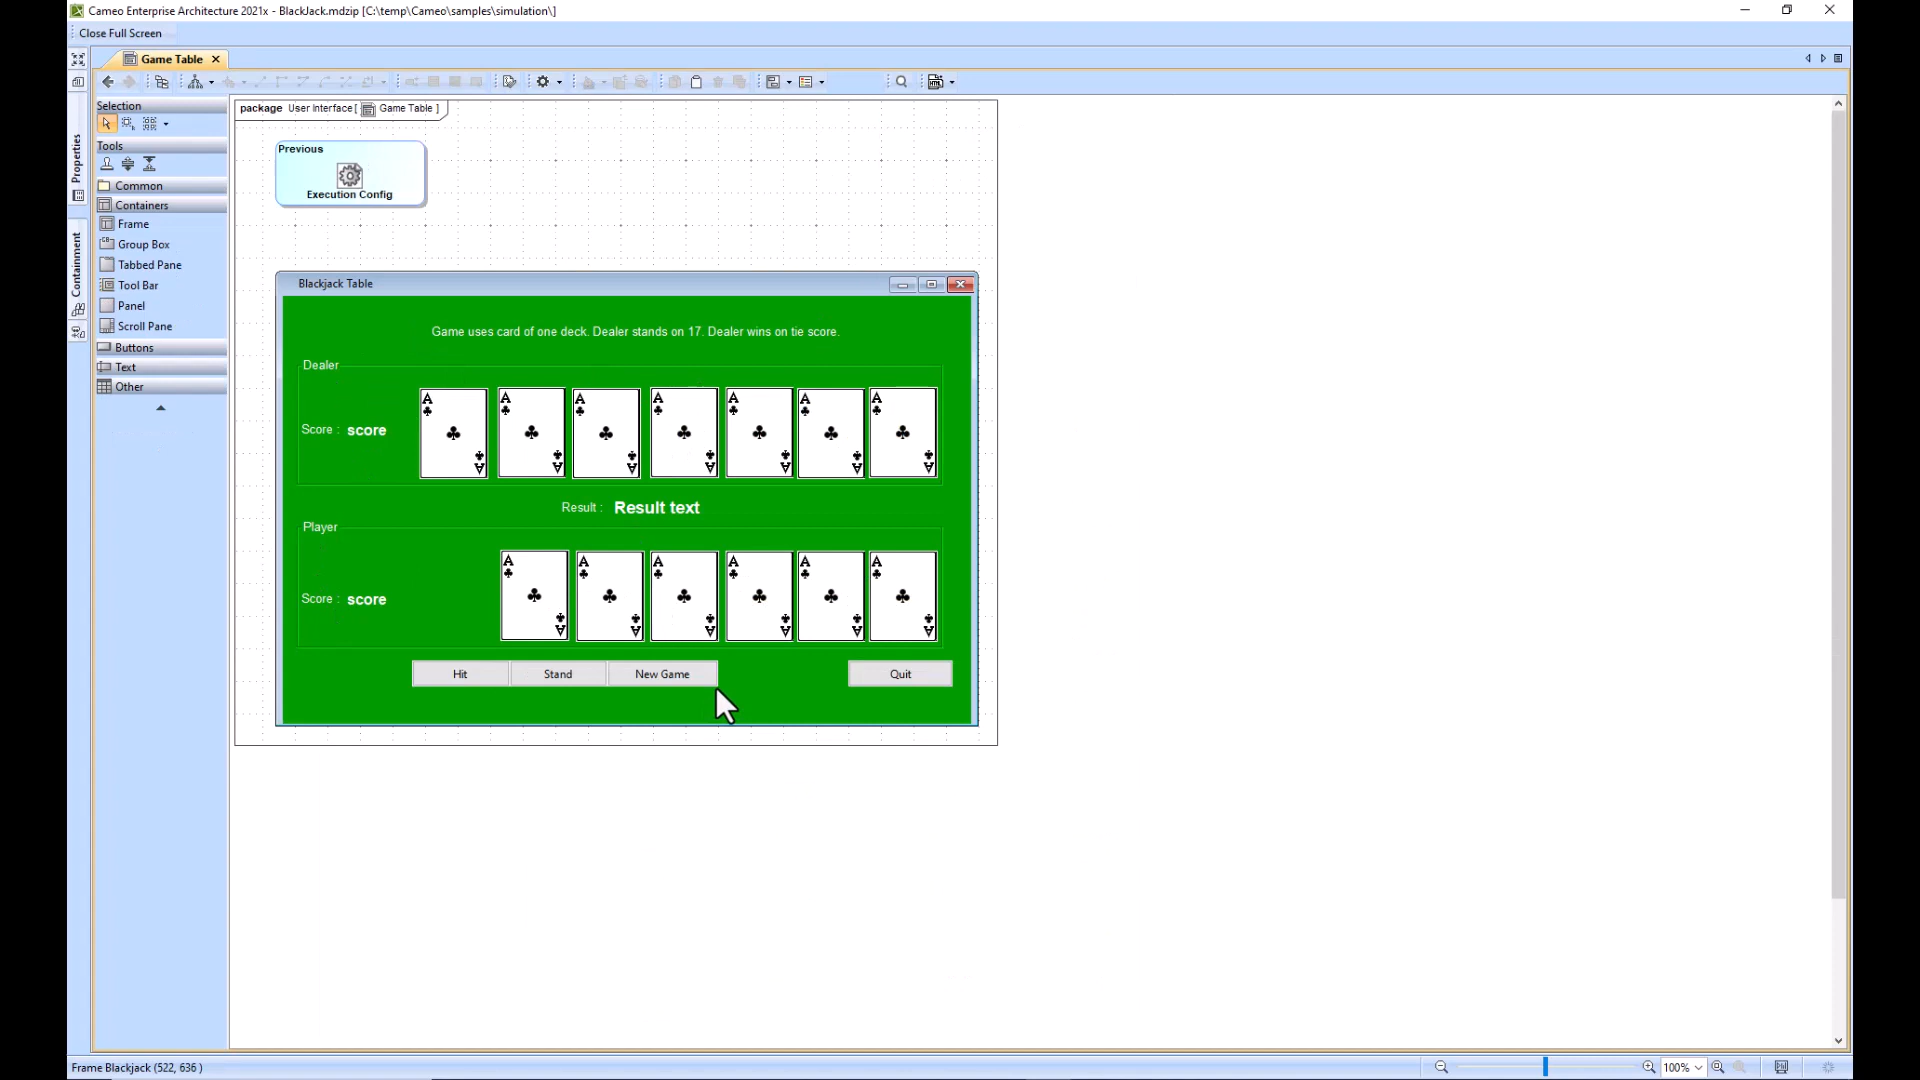 Cameo Enterprise Architecture 2021x - BlackJack.mdzip [C:\temp\Cameo\samples\simulation\]
Close Full Screen
Game Table
Selection
Tools
Common
Containers
Frame
Group Box
Tabbed Pane
Tool Bar
Panel
Scroll Pane
Buttons
Text
Other
Properties
Containment
package User Interface [ Game Table ]
Previous
Execution Config
Blackjack Table
Game uses card of one deck. Dealer stands on 17. Dealer wins on tie score.
Dealer
Score : score
A A A A A A A
A A A A A A A
Result : Result text
Player
Score : score
A A A A A A
A A A A A A
Hit Stand New Game Quit
Frame Blackjack (522, 636 )
100%